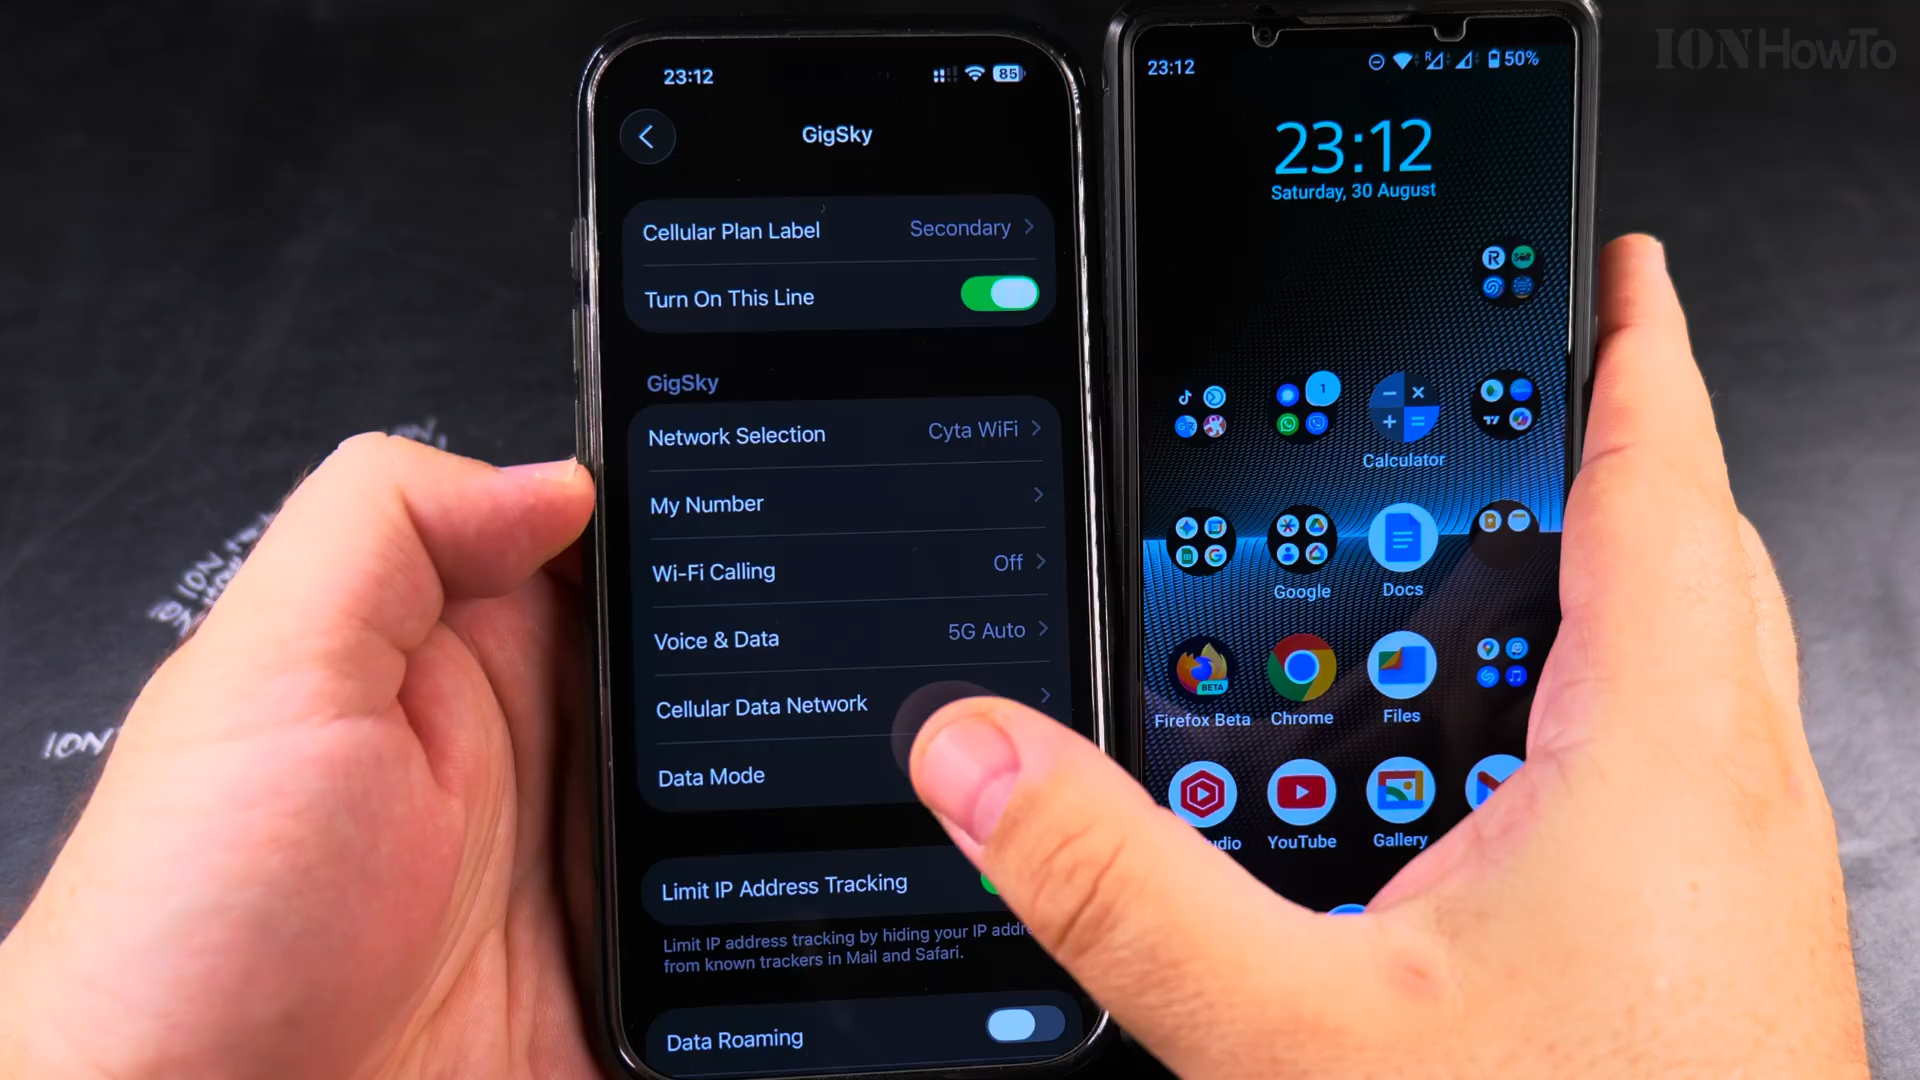 IONHowTo
23:12
85
GigSky
Cellular Plan Label
Secondary
Turn On This Line
GigSky
Network Selection
Cyta WiFi
My Number
Wi-Fi Calling
Off
Voice & Data
5G Auto
Cellular Data Network
Data Mode
Limit IP Address Tracking
Limit IP address tracking by hiding your IP addre
from known trackers in Mail and Safari.
Data Roaming
23:12
R
50%
23:12
Saturday, 30 August
R
1
Calculator
Google
Docs
BETA
Firefox Beta
Chrome
Files
udio
YouTube
Gallery
ION